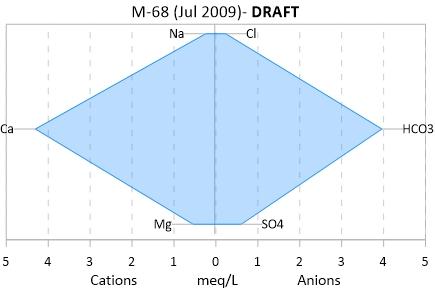 M-68 (Jul 2009)- DRAFT
Na Cl
Ca HCO3
Mg SO4
5 4 3 2 1 0 1 2 3 4 5
Cations meq/L Anions